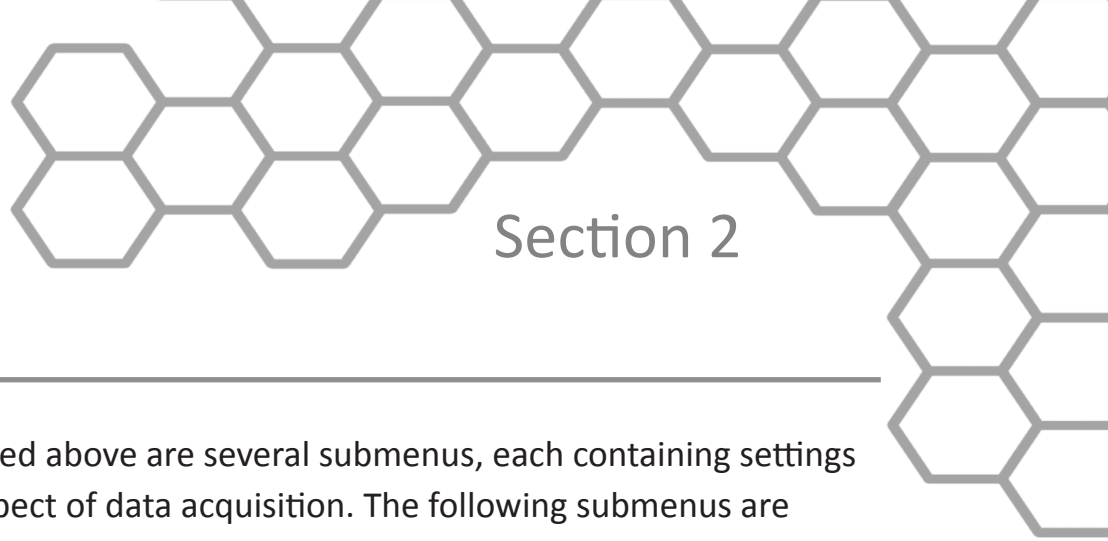 Section 2
ed above are several submenus, each containing settings
pect of data acquisition. The following submenus are